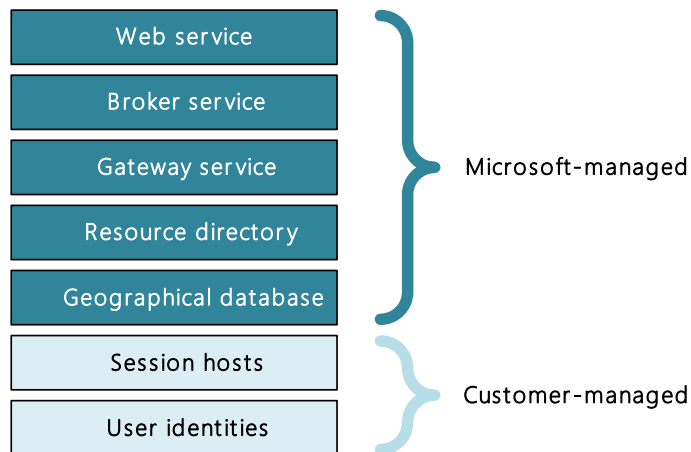 Web service
Broker service
Gateway service
Resource directory
Geographical database
Microsoft-managed
Session hosts
User identities
Customer-managed